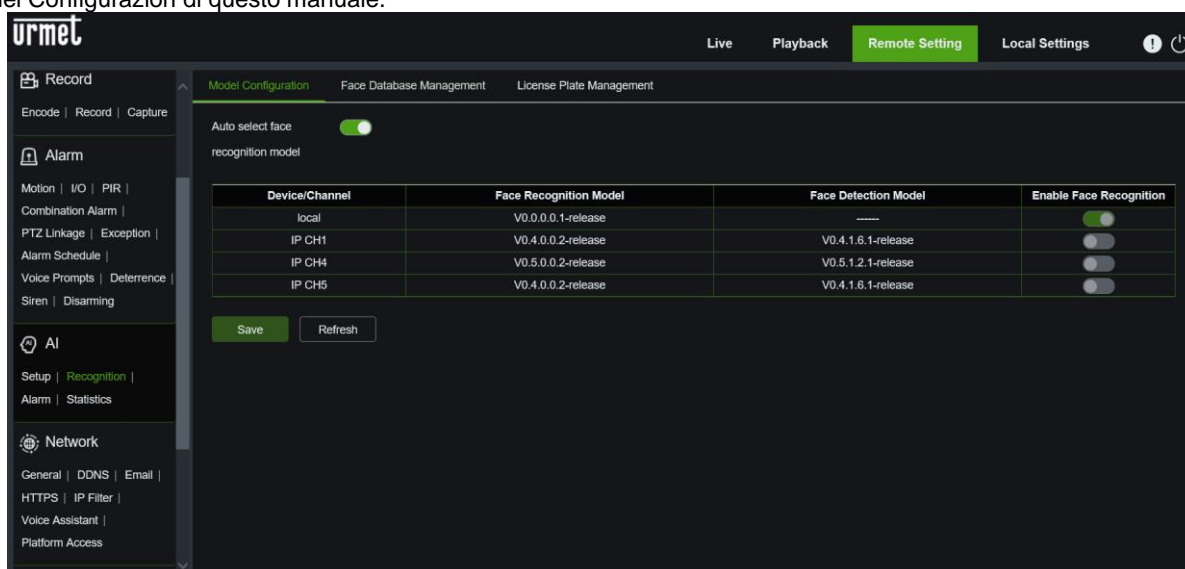 del Configurazion di questo manuale.
urmet
Live Playback Remote Setting Local Settings
Record
Encode | Record | Capture
Alarm
Motion | I/O | PIR |
Combination Alarm |
PTZ Linkage | Exception |
Alarm Schedule |
Voice Prompts | Deterrence |
Siren | Disarming
AI
Setup | Recognition |
Alarm | Statistics
Network
General | DDNS | Email |
HTTPS | IP Filter |
Voice Assistant |
Platform Access
Model Configuration Face Database Management License Plate Management
Auto select face
recognition model
Device/Channel Face Recognition Model Face Detection Model Enable Face Recognition
local V0.0.0.0.1-release ------
IP CH1 V0.4.0.0.2-release V0.4.1.6.1-release
IP CH4 V0.5.0.0.2-release V0.5.1.2.1-release
IP CH5 V0.4.0.0.2-release V0.4.1.6.1-release
Save Refresh